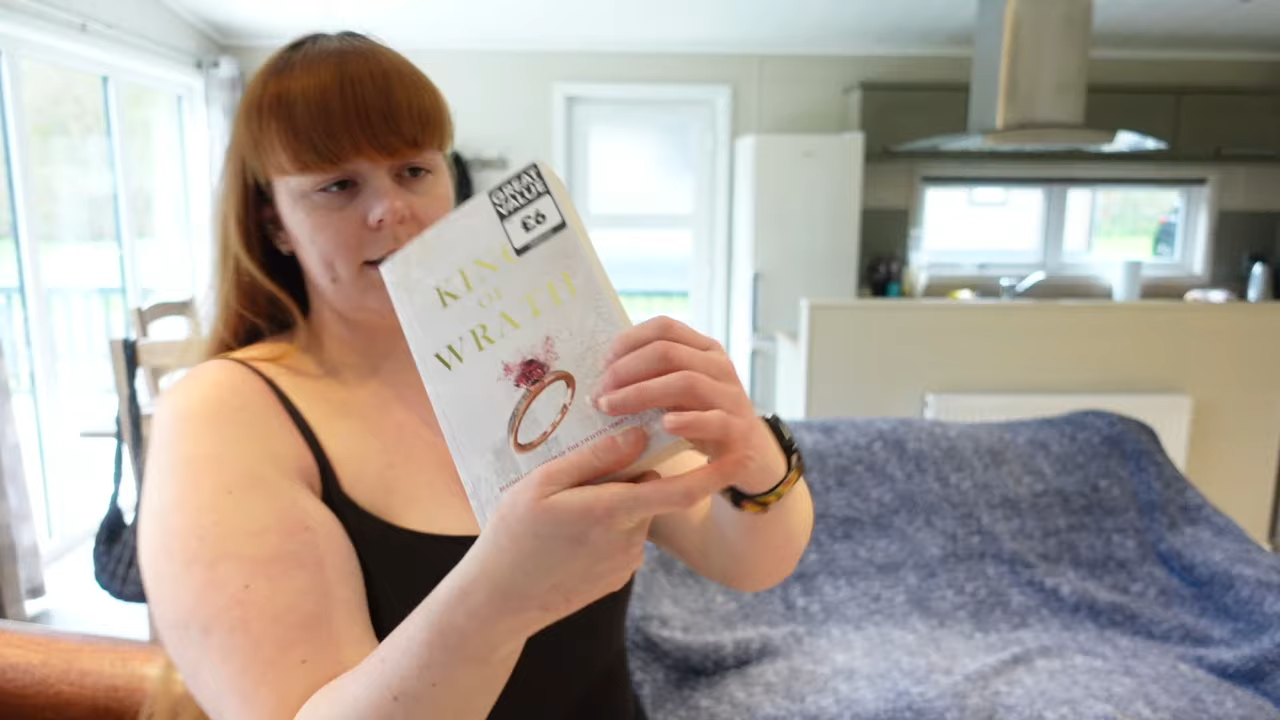 GREAT
VALUE
£6
KING
OF
WRATH